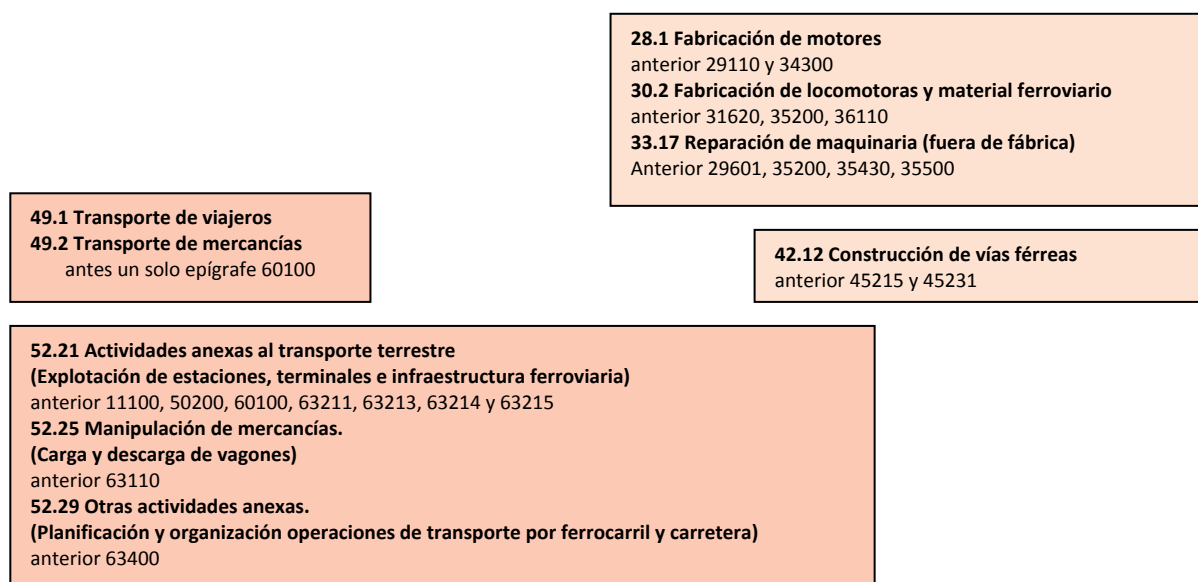 28.1 Fabricación de motores
anterior 29110 y 34300
30.2 Fabricación de locomotoras y material ferroviario
anterior 31620, 35200, 36110
33.17 Reparación de maquinaria (fuera de fábrica)
Anterior 29601, 35200, 35430, 35500
49.1 Transporte de viajeros
49.2 Transporte de mercancías
antes un solo epígrafe 60100
42.12 Construcción de vías férreas
anterior 45215 y 45231
52.21 Actividades anexas al transporte terrestre
(Explotación de estaciones, terminales e infraestructura ferroviaria)
anterior 11100, 50200, 60100, 63211, 63213, 63214 y 63215
52.25 Manipulación de mercancías.
(Carga y descarga de vagones)
anterior 63110
52.29 Otras actividades anexas.
(Planificación y organización operaciones de transporte por ferrocarril y carretera)
anterior 63400